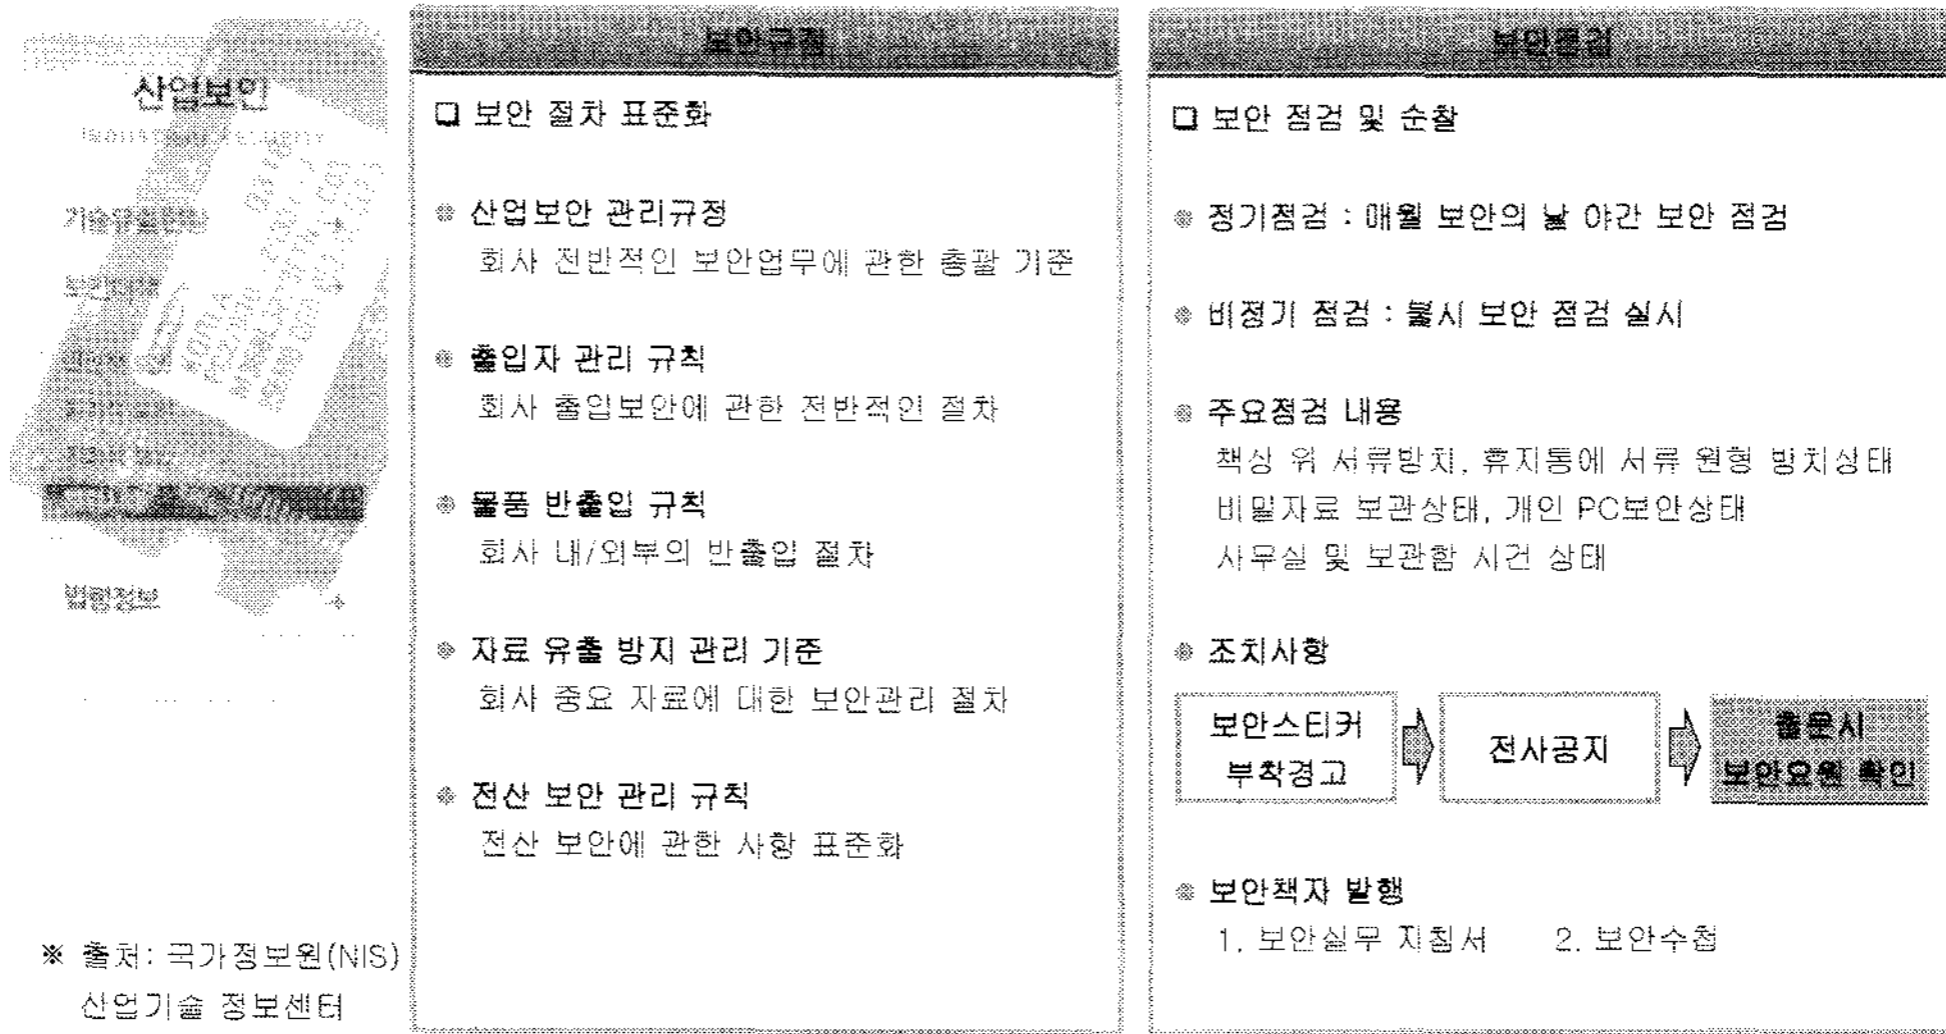 산업보안
보안규정
❑ 보안 절차 표준화
산업보안 관리규정
회사 전반적인 보안업무에 관한 총괄 기준
출입자 관리 규칙
회사 출입보안에 관한 전반적인 절차
물품 반출입 규칙
회사 내/외부의 반출입 절차
자료 유출 방지 관리 기준
회사 중요 자료에 대한 보안관리 절차
전산 보안 관리 규칙
전산 보안에 관한 사항 표준화
❑ 보안 점검 및 순찰
정기점검 : 매월 보안의 날 야간 보안 점검
비정기 점검 : 불시 보안 점검 실시
주요점검 내용
책상 위 서류방치, 휴지통에 서류 원형 방치상태
비밀자료 보관상태, 개인 PC보안상태
사무실 및 보관함 시건 상태
조치사항
보안스티커
부착경고
전사공지
출문시
보안요원 확인
보안책자 발행
1. 보안실무 지침서 2. 보안수첩
법령정보
※ 출처: 국가정보원(NIS)
산업기술 정보센터